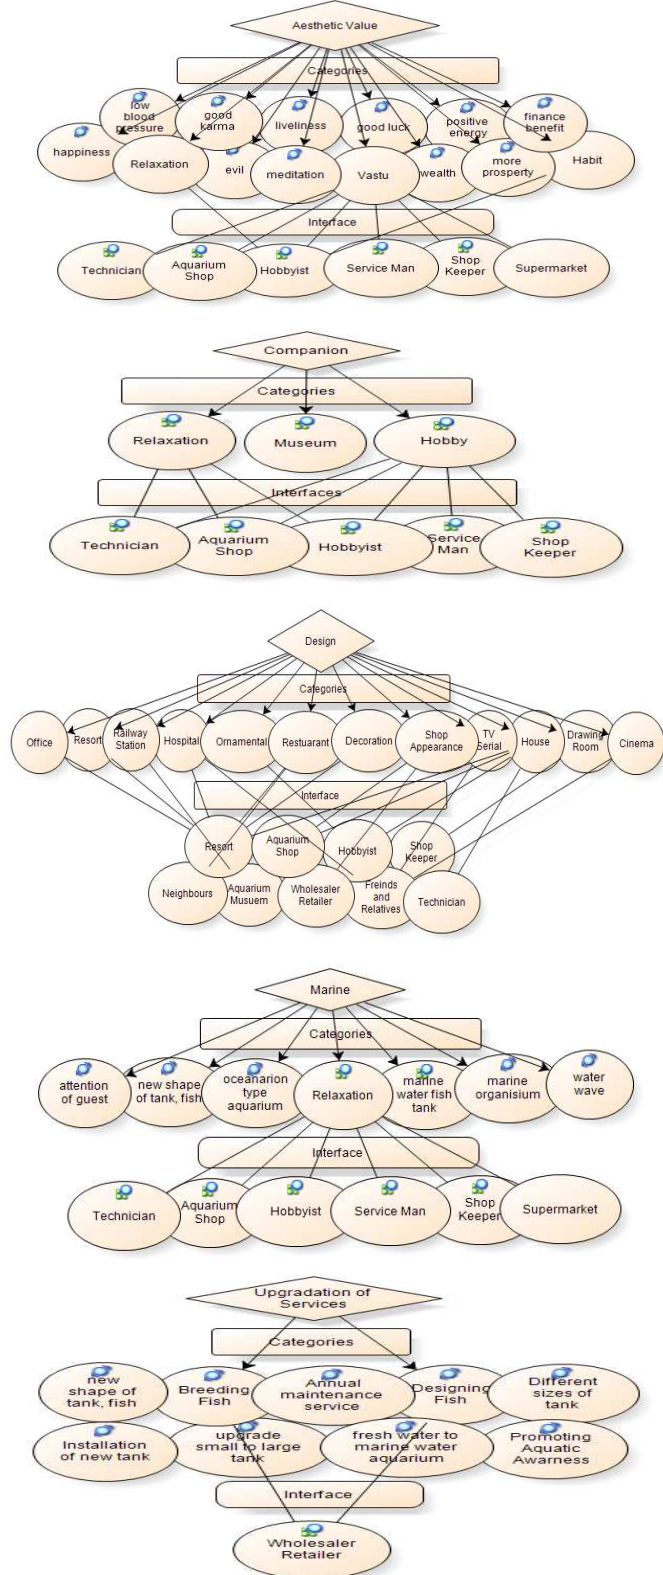 Aesthetic Value
Categories
low
blood
pressure
good
karma
liveliness
good luck
positive
energy
finance
benefit
happiness
Relaxation
evil
meditation
Vastu
wealth
more
prosperty
Habit
Interface
Technician
Aquarium
Shop
Hobbyist
Service Man
Shop
Keeper
Supermarket
Companion
Categories
Relaxation
Museum
Hobby
Interfaces
Technician
Aquarium
Shop
Hobbyist
Service
Man
Shop
Keeper
Design
Categories
Office
Resort
Railway
Station
Hospital
Ornamental
Restuarant
Decoration
Shop
Appearance
TV
Serial
House
Drawing
Room
Cinema
Interface
Resort
Aquarium
Shop
Hobbyist
Shop
Keeper
Neighbours
Aquarium
Musuem
Wholesaler
Retailer
Freinds
and
Relatives
Technician
Marine
Categories
attention
of guest
new shape
of tank, fish
oceanarion
type
aquarium
Relaxation
marine
water fish
tank
marine
organisium
water
wave
Interface
Technician
Aquarium
Shop
Hobbyist
Service Man
Shop
Keeper
Supermarket
Upgradation of
Services
Categories
new
shape of
tank, fish
Breeding
Fish
Annual
maintenance
service
Designing
Fish
Different
sizes of
tank
Installation
of new tank
upgrade
small to large
tank
fresh water to
marine water
aquarium
Promoting
Aquatic
Awarness
Interface
Wholesaler
Retailer